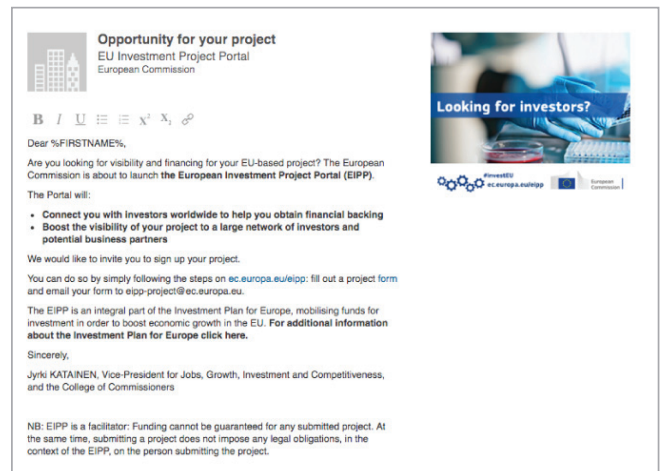 Opportunity for your project
EU Investment Project Portal
European Commission
B I U X² X₂
Dear %FIRSTNAME%,
Are you looking for visibility and financing for your EU-based project? The European
Commission is about to launch the European Investment Project Portal (EIPP).
The Portal will:
• Connect you with investors worldwide to help you obtain financial backing
• Boost the visibility of your project to a large network of investors and
potential business partners
We would like to invite you to sign up your project.
You can do so by simply following the steps on ec.europa.eu/eipp: fill out a project form
and email your form to eipp-project@ec.europa.eu.
The EIPP is an integral part of the Investment Plan for Europe, mobilising funds for
investment in order to boost economic growth in the EU. For additional information
about the Investment Plan for Europe click here.
Sincerely,
Jyrki KATAINEN, Vice-President for Jobs, Growth, Investment and Competitiveness,
and the College of Commissioners
NB: EIPP is a facilitator: Funding cannot be guaranteed for any submitted project. At
the same time, submitting a project does not impose any legal obligations, in the
context of the EIPP, on the person submitting the project.
Looking for investors?
#investEU
ec.europa.eu/eipp
European
Commission